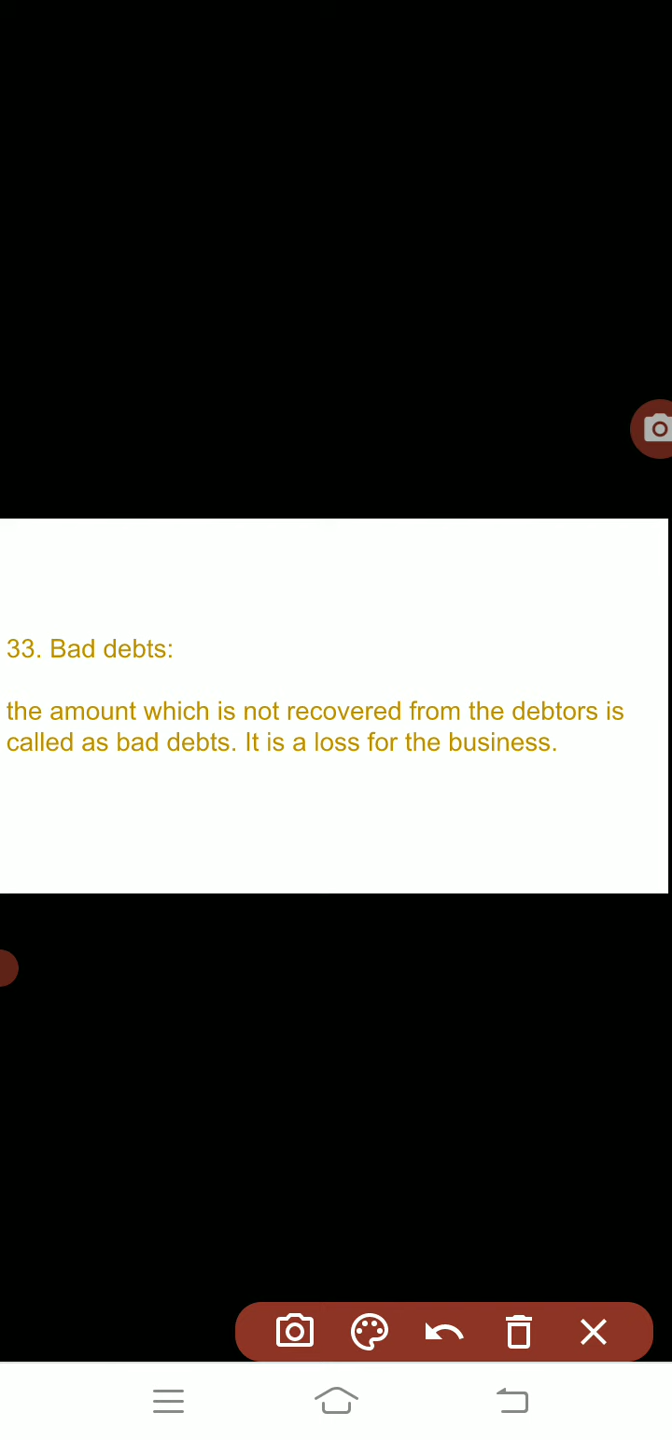 33. Bad debts:
the amount which is not recovered from the debtors is
called as bad debts. It is a loss for the business.